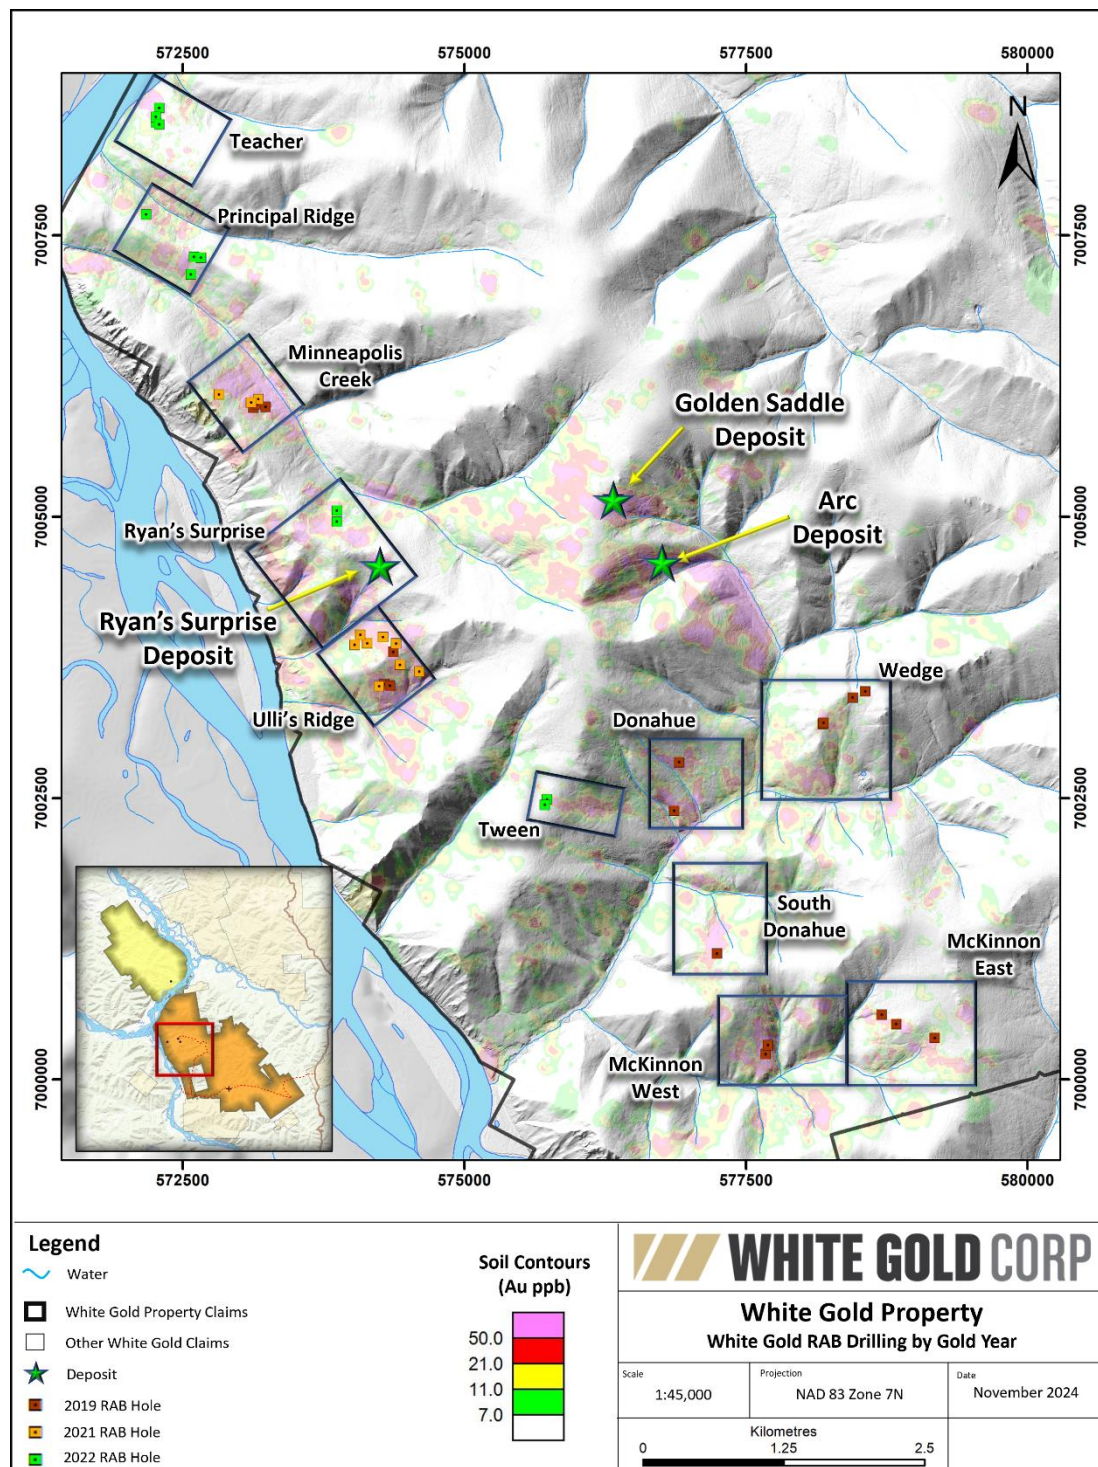 572500
575000
577500
580000
N
Teacher
Principal Ridge
7007500
7007500
Minneapolis
Creek
Golden Saddle
Deposit
Arc
Deposit
Ryan's Surprise
7005000
7005000
Ryan's Surprise
Deposit
Ulli's Ridge
Wedge
Donahue
7002500
7002500
Tween
South
Donahue
McKinnon
East
McKinnon
West
7000000
7000000
572500
575000
577500
580000
Legend
Water
White Gold Property Claims
Other White Gold Claims
Deposit
2019 RAB Hole
2021 RAB Hole
2022 RAB Hole
Soil Contours
(Au ppb)
50.0
21.0
11.0
7.0
WHITE GOLD CORP
White Gold Property
White Gold RAB Drilling by Gold Year
Scale
1:45,000
Projection
NAD 83 Zone 7N
Date
November 2024
Kilometres
0 1.25 2.5